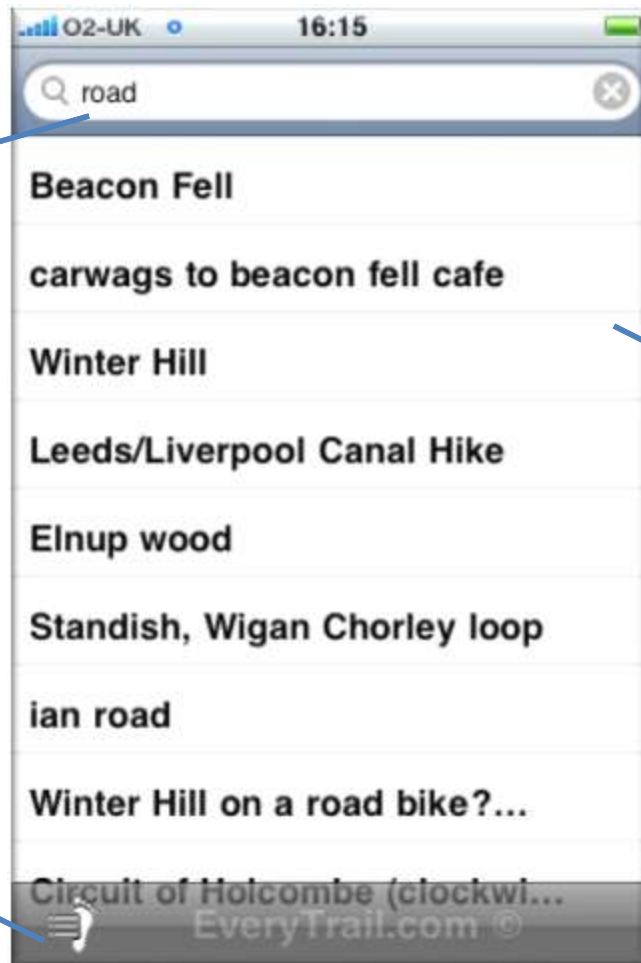 O2-UK 16:15
road
Beacon Fell
carwags to beacon fell cafe
Winter Hill
Leeds/Liverpool Canal Hike
Elnup wood
Standish, Wigan Chorley loop
ian road
Winter Hill on a road bike?...
Circuit of Holcombe (clockwi...
EveryTrail.com ©